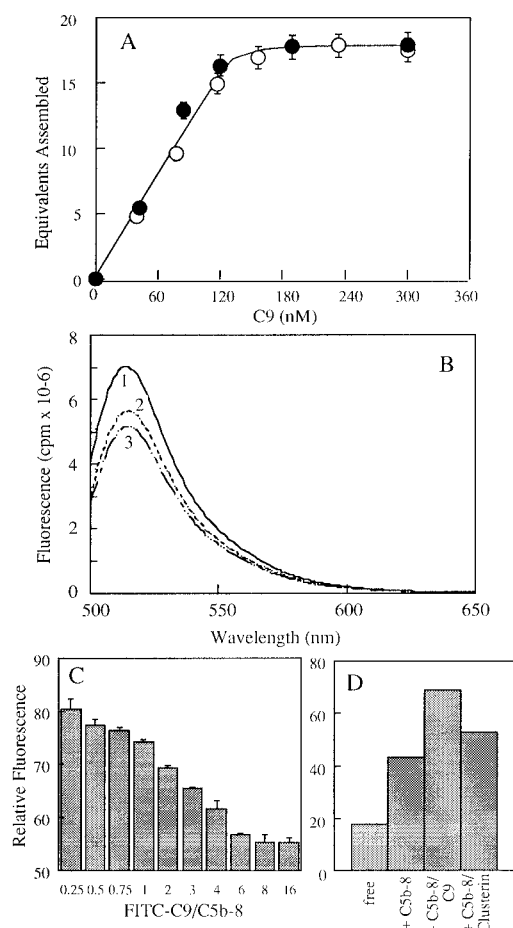 A
20
15
10
5
0
Equivalents Assembled
0 60 120 180 240 300 360
C9 (nM)
B
8
6
4
2
0
Fluorescence (cpm x 10-6)
1
2
3
500 550 600 650
Wavelength (nm)
C
90
80
70
60
50
Relative Fluorescence
0.25 0.5 0.75 1 2 3 4 6 8 16
FITC-C9/C5b-8
D
80
60
40
20
0
free
+ C5b-8
+ C5b-8/
C9
+ C5b-8/
Clusterin